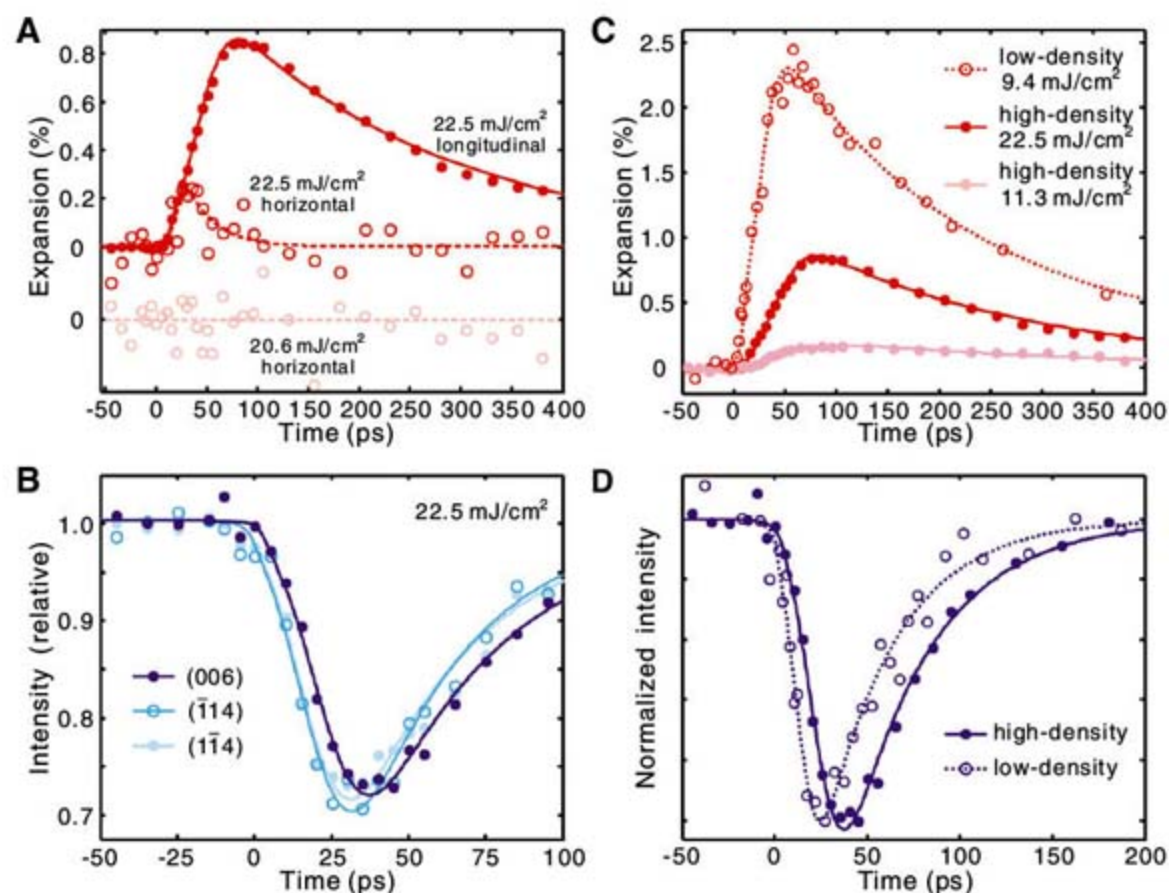 A
Expansion (%)
0.8
0.6
0.4
0.2
0
0
22.5 mJ/cm²
longitudinal
22.5 mJ/cm²
horizontal
20.6 mJ/cm²
horizontal
-50 0 50 100 150 200 250 300 350 400
Time (ps)
C
Expansion (%)
2.5
2.0
1.5
1.0
0.5
0
low-density
9.4 mJ/cm²
high-density
22.5 mJ/cm²
high-density
11.3 mJ/cm²
-50 0 50 100 150 200 250 300 350 400
Time (ps)
B
Intensity (relative)
1.0
0.9
0.8
0.7
22.5 mJ/cm²
(006)
(1̄14)
(11̄4)
-50 -25 0 25 50 75 100
Time (ps)
D
Normalized intensity
high-density
low-density
-50 0 50 100 150 200
Time (ps)